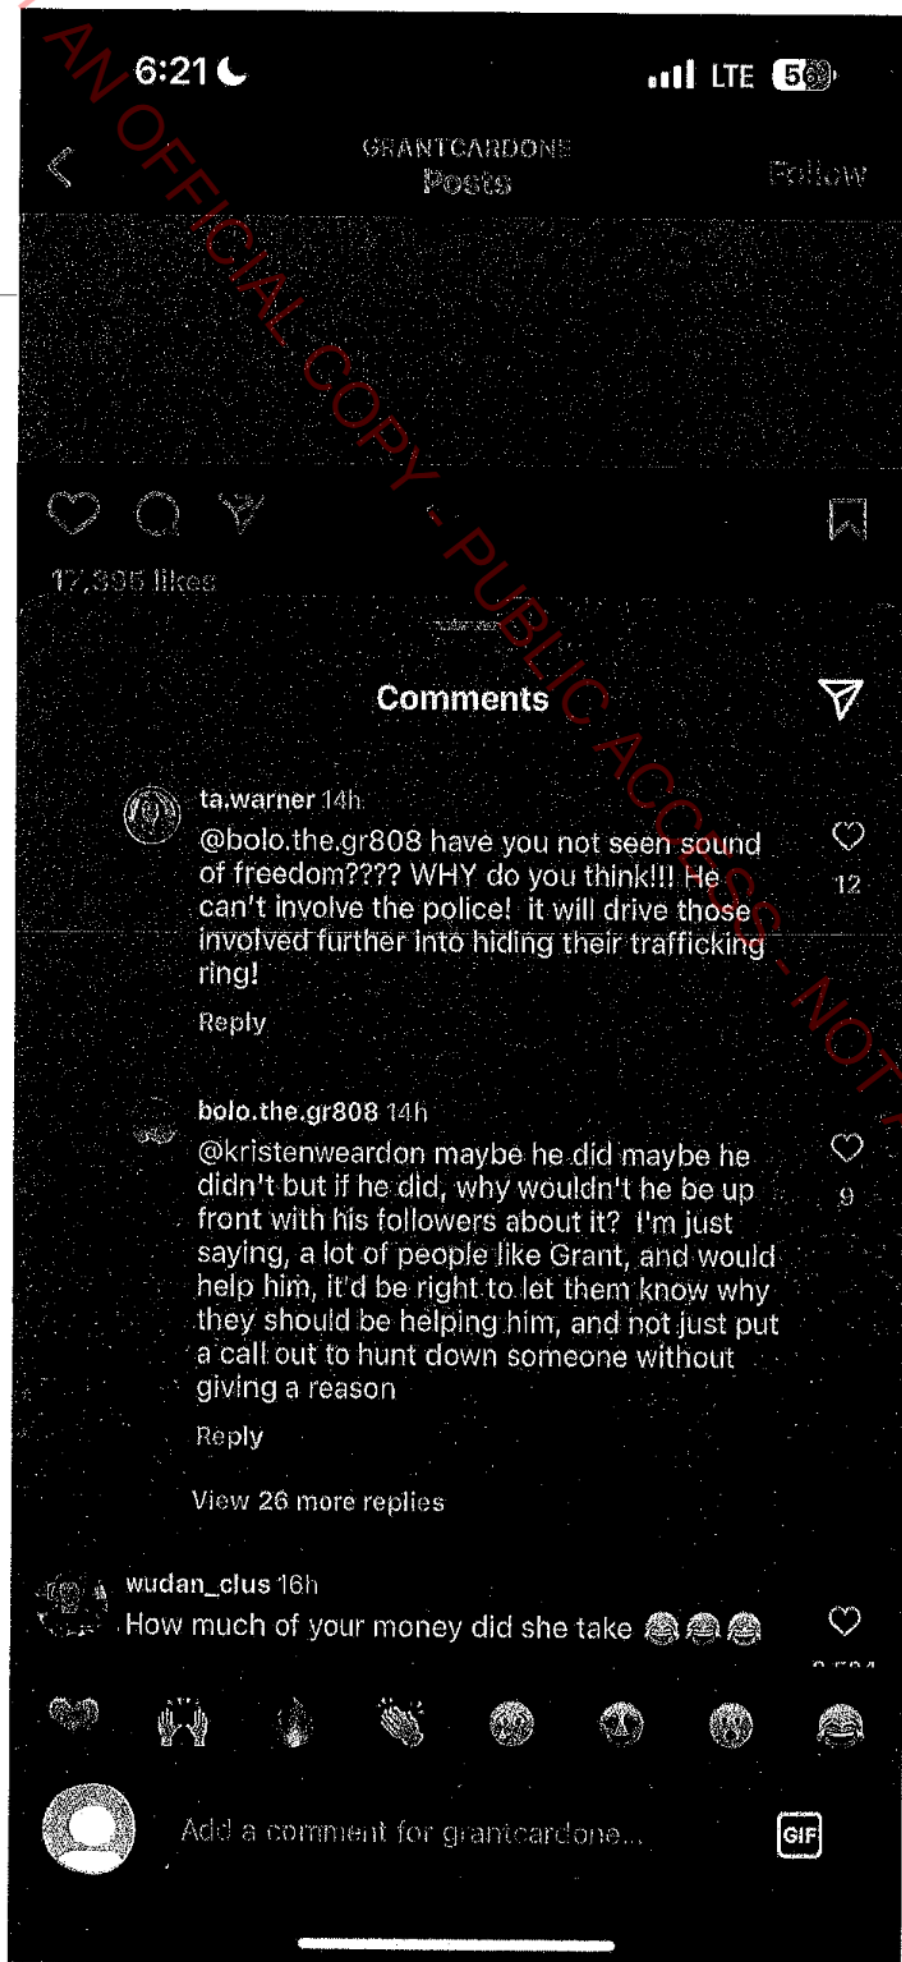 6:21
LTE 5
GRANTCARDONE
Posts
Follow
17,395 likes
Comments
ta.warner 14h
@bolo.the.gr808 have you not seen sound
of freedom???? WHY do you think!!! He
can't involve the police! it will drive those
involved further into hiding their trafficking
ring!
12
Reply
bolo.the.gr808 14h
@kristenweardon maybe he did maybe he
didn't but if he did, why wouldn't he be up
front with his followers about it? I'm just
saying, a lot of people like Grant, and would
help him, it'd be right to let them know why
they should be helping him, and not just put
a call out to hunt down someone without
giving a reason
9
Reply
View 26 more replies
wudan_clus 16h
How much of your money did she take 😂😂😂
Add a comment for grantcardone...
GIF
AN OFFICIAL COPY - PUBLIC ACCESS - NOT